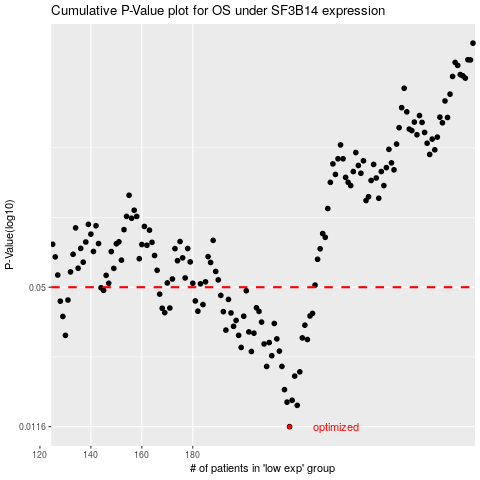 Cumulative P-Value plot for OS under SF3B14 expression
P-Value(log10)
0.05
0.0116
optimized
120 140 160 180
# of patients in 'low exp' group